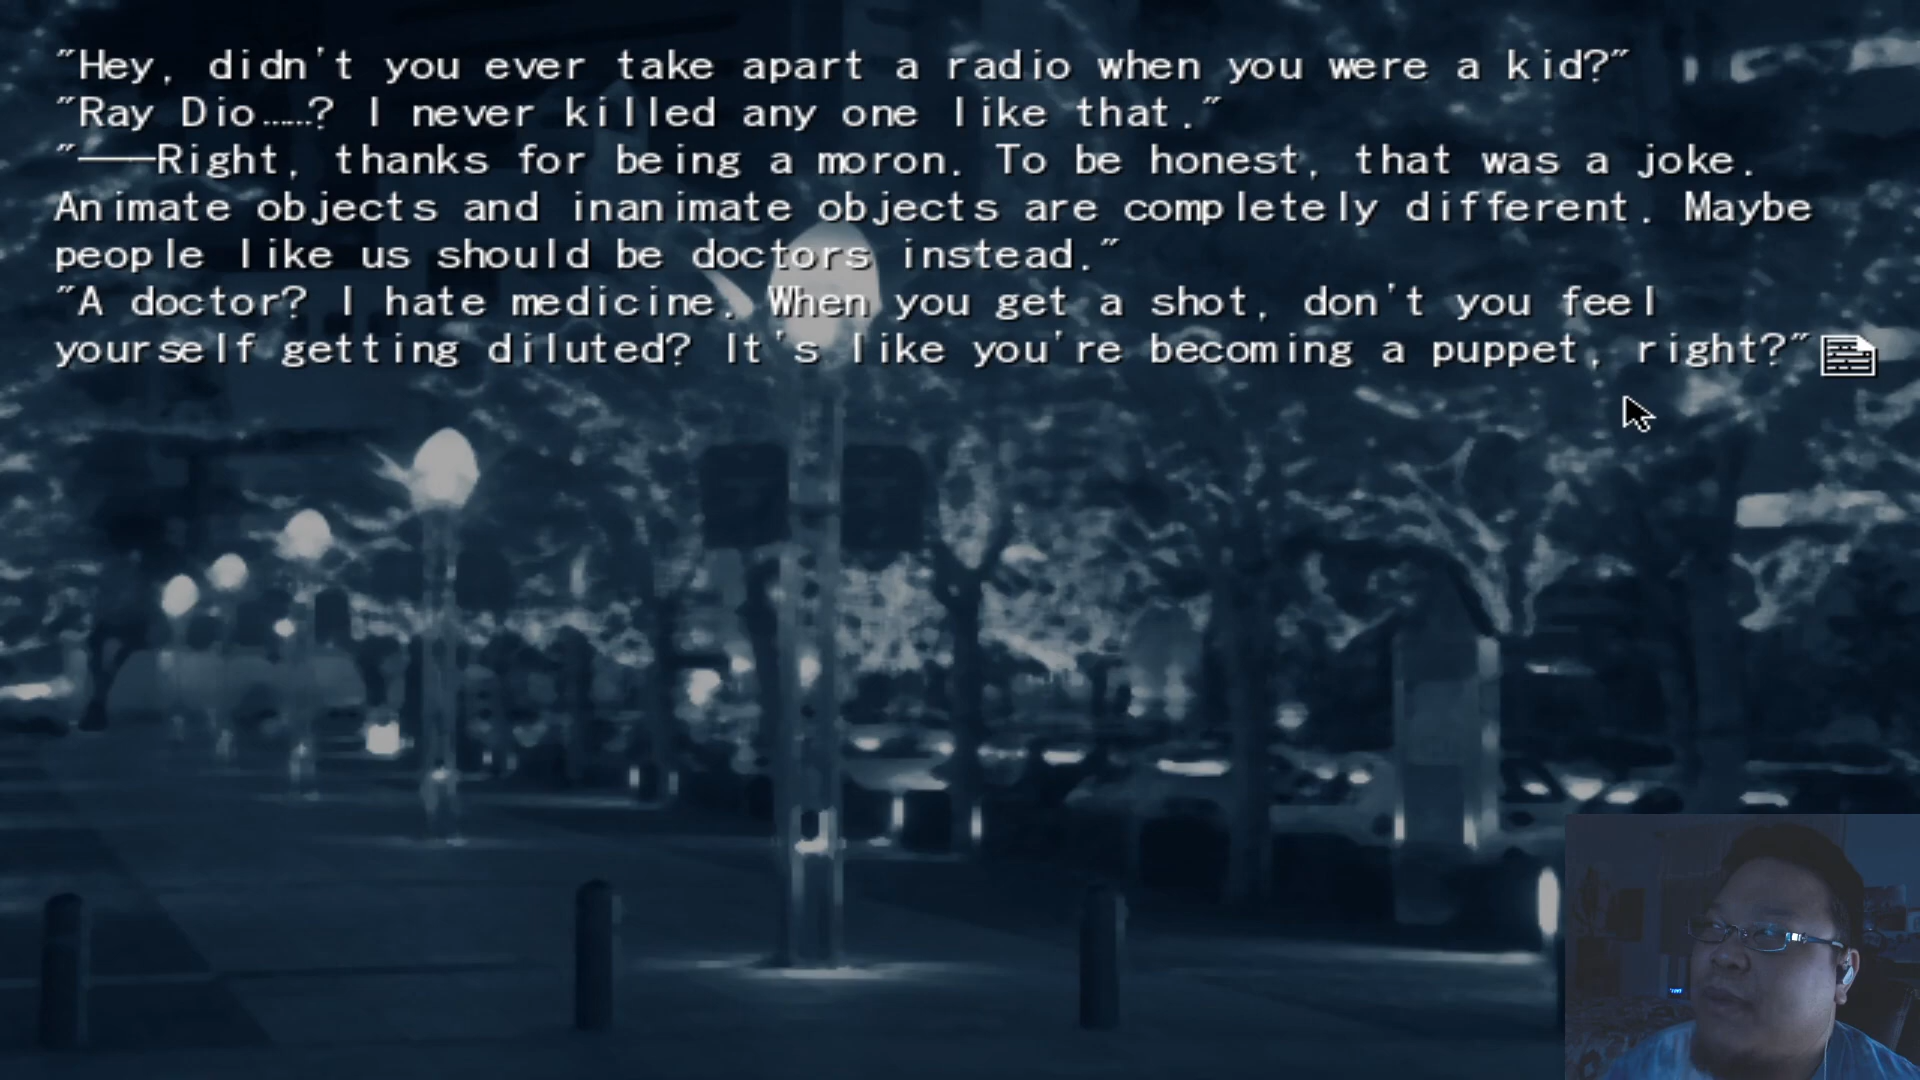 "Hey, didn't you ever take apart a radio when you were a kid?"
"Ray Dio……? I never killed any one like that."
"───Right, thanks for being a moron. To be honest, that was a joke.
Animate objects and inanimate objects are completely different. Maybe
people like us should be doctors instead."
"A doctor? I hate medicine. When you get a shot, don't you feel
yourself getting diluted? It's like you're becoming a puppet, right?"